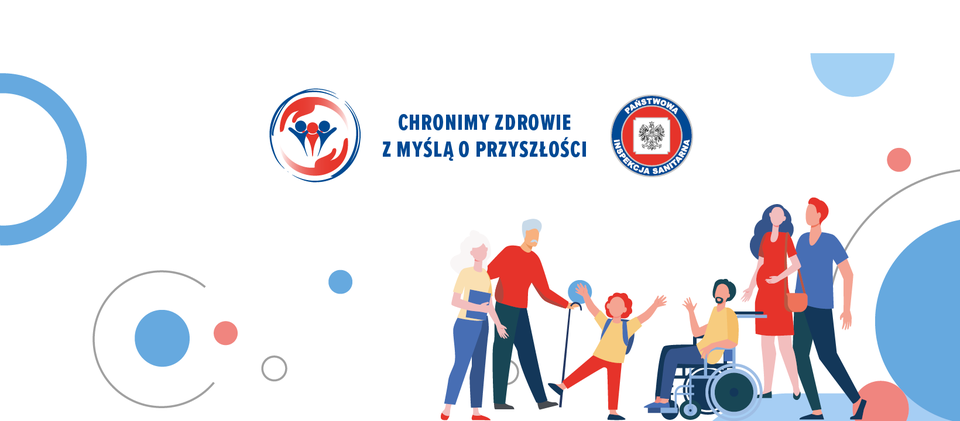 CHRONIMY ZDROWIE
Z MYŚLĄ O PRZYSZŁOŚCI
PAŃSTWOWA
INSPEKCJA SANITARNA